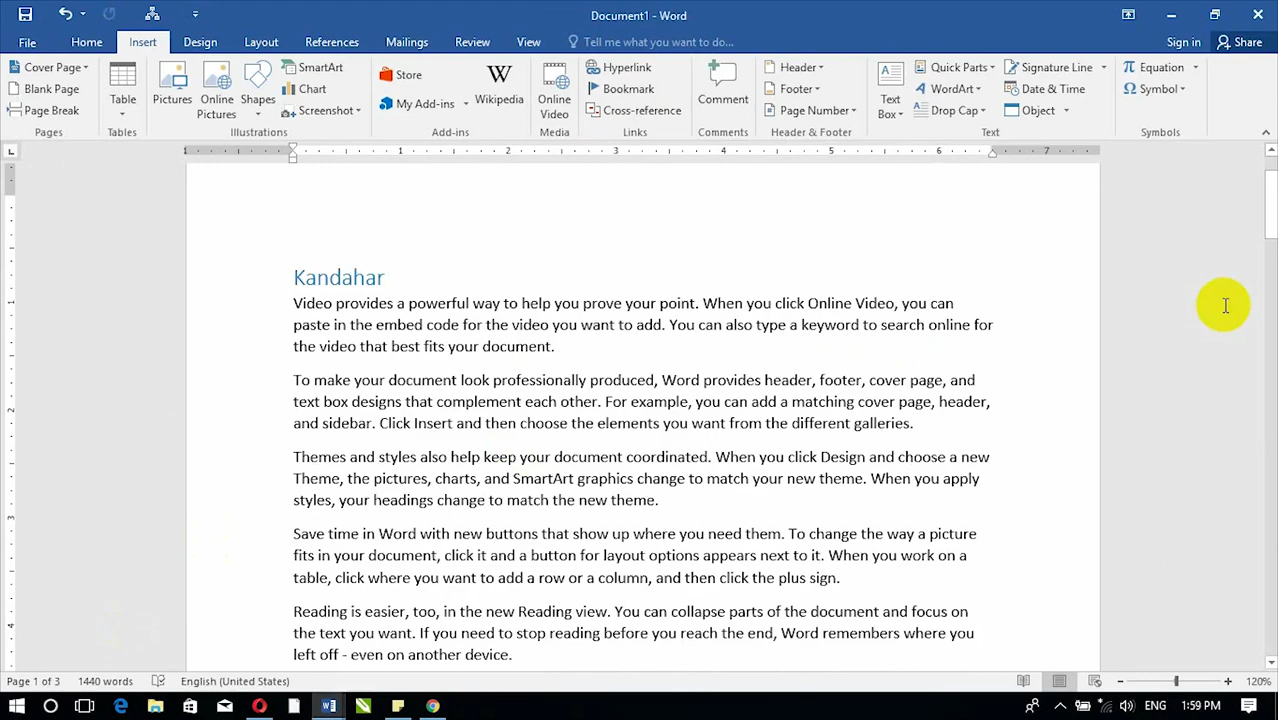 Document1 - Word
File Home Insert Design Layout References Mailings Review View Tell me what you want to do... Sign in Share
Cover Page
Blank Page
Page Break
Pages
Table
Tables
Pictures
Online Pictures
Shapes
SmartArt
Chart
Screenshot
Illustrations
Store
My Add-ins
Wikipedia
Add-ins
Online Video
Media
Hyperlink
Bookmark
Cross-reference
Links
Comment
Comments
Header
Footer
Page Number
Header & Footer
Text Box
Quick Parts
WordArt
Drop Cap
Signature Line
Date & Time
Object
Text
Equation
Symbol
Symbols
1 1 2 3 4 5 6 7
1
2
3
4
Kandahar
Video provides a powerful way to help you prove your point. When you click Online Video, you can
paste in the embed code for the video you want to add. You can also type a keyword to search online for
the video that best fits your document.
To make your document look professionally produced, Word provides header, footer, cover page, and
text box designs that complement each other. For example, you can add a matching cover page, header,
and sidebar. Click Insert and then choose the elements you want from the different galleries.
Themes and styles also help keep your document coordinated. When you click Design and choose a new
Theme, the pictures, charts, and SmartArt graphics change to match your new theme. When you apply
styles, your headings change to match the new theme.
Save time in Word with new buttons that show up where you need them. To change the way a picture
fits in your document, click it and a button for layout options appears next to it. When you work on a
table, click where you want to add a row or a column, and then click the plus sign.
Reading is easier, too, in the new Reading view. You can collapse parts of the document and focus on
the text you want. If you need to stop reading before you reach the end, Word remembers where you
left off - even on another device.
Page 1 of 3 1440 words English (United States) 120%
ENG 1:59 PM